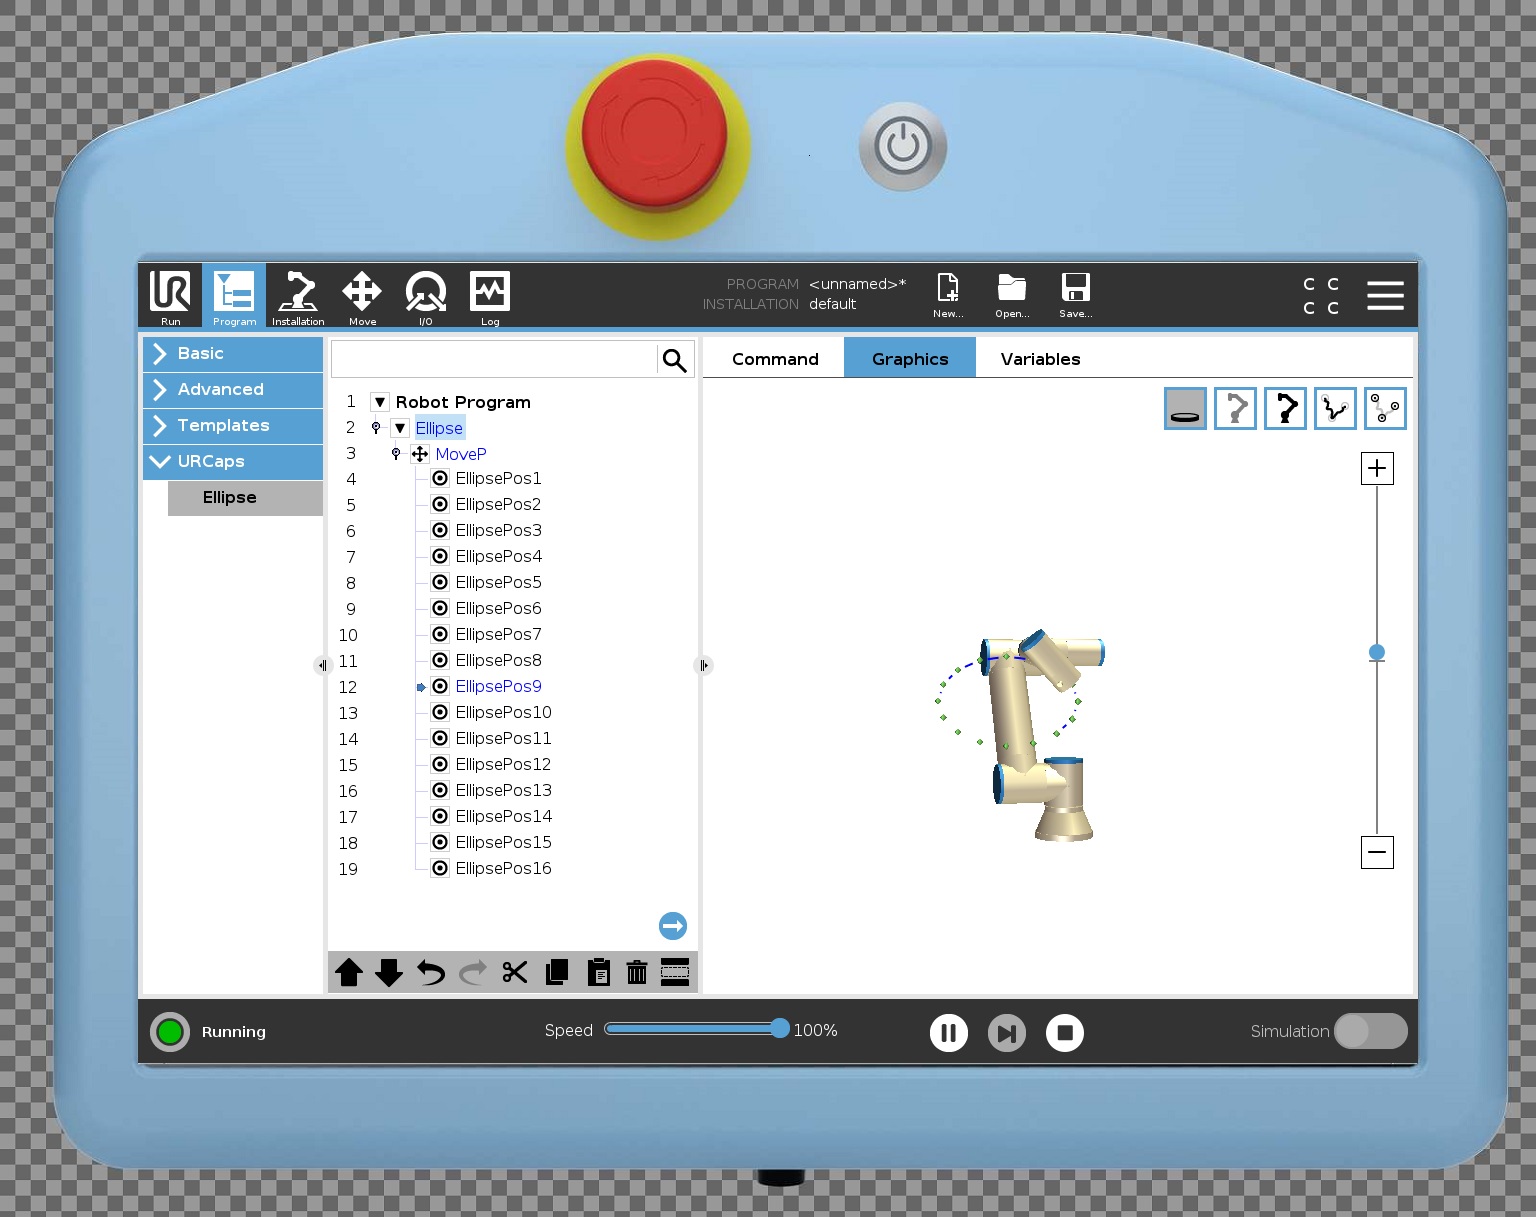 UR
Run
Program
Installation
Move
I/O
Log
PROGRAM <unnamed>*
INSTALLATION default
New...
Open...
Save...
C C
C C
Basic
Advanced
Templates
URCaps
Ellipse
1 Robot Program
2 Ellipse
3 MoveP
4 EllipsePos1
5 EllipsePos2
6 EllipsePos3
7 EllipsePos4
8 EllipsePos5
9 EllipsePos6
10 EllipsePos7
11 EllipsePos8
12 EllipsePos9
13 EllipsePos10
14 EllipsePos11
15 EllipsePos12
16 EllipsePos13
17 EllipsePos14
18 EllipsePos15
19 EllipsePos16
Command
Graphics
Variables
Running
Speed 100%
Simulation